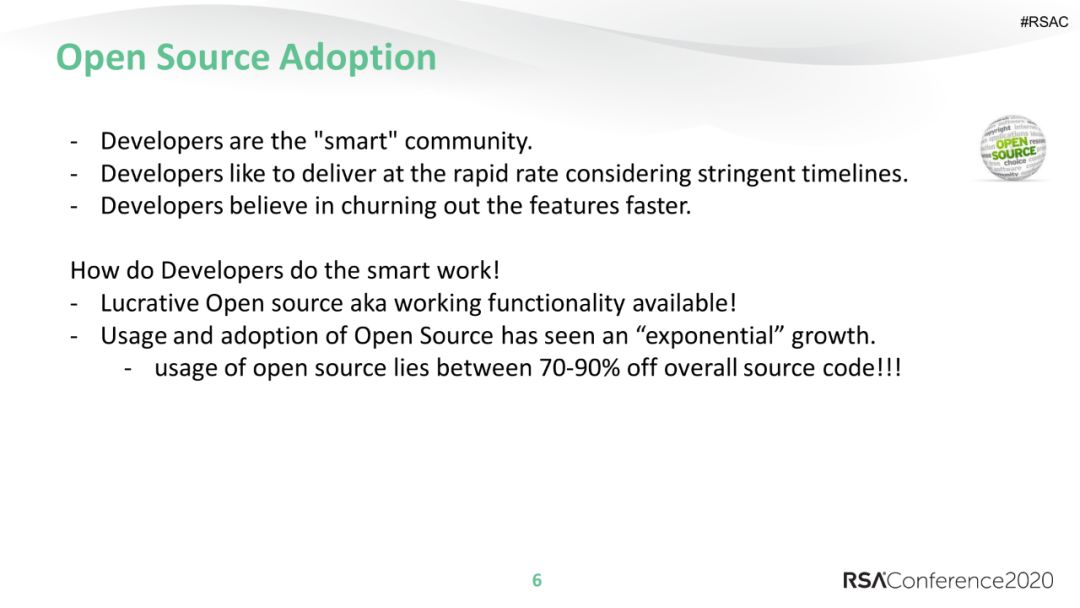 #RSAC
Open Source Adoption
- Developers are the "smart" community.
- Developers like to deliver at the rapid rate considering stringent timelines.
- Developers believe in churning out the features faster.
OPEN
SOURCE
choice
How do Developers do the smart work!
- Lucrative Open source aka working functionality available!
- Usage and adoption of Open Source has seen an “exponential” growth.
- usage of open source lies between 70-90% off overall source code!!!
6
RSAConference2020